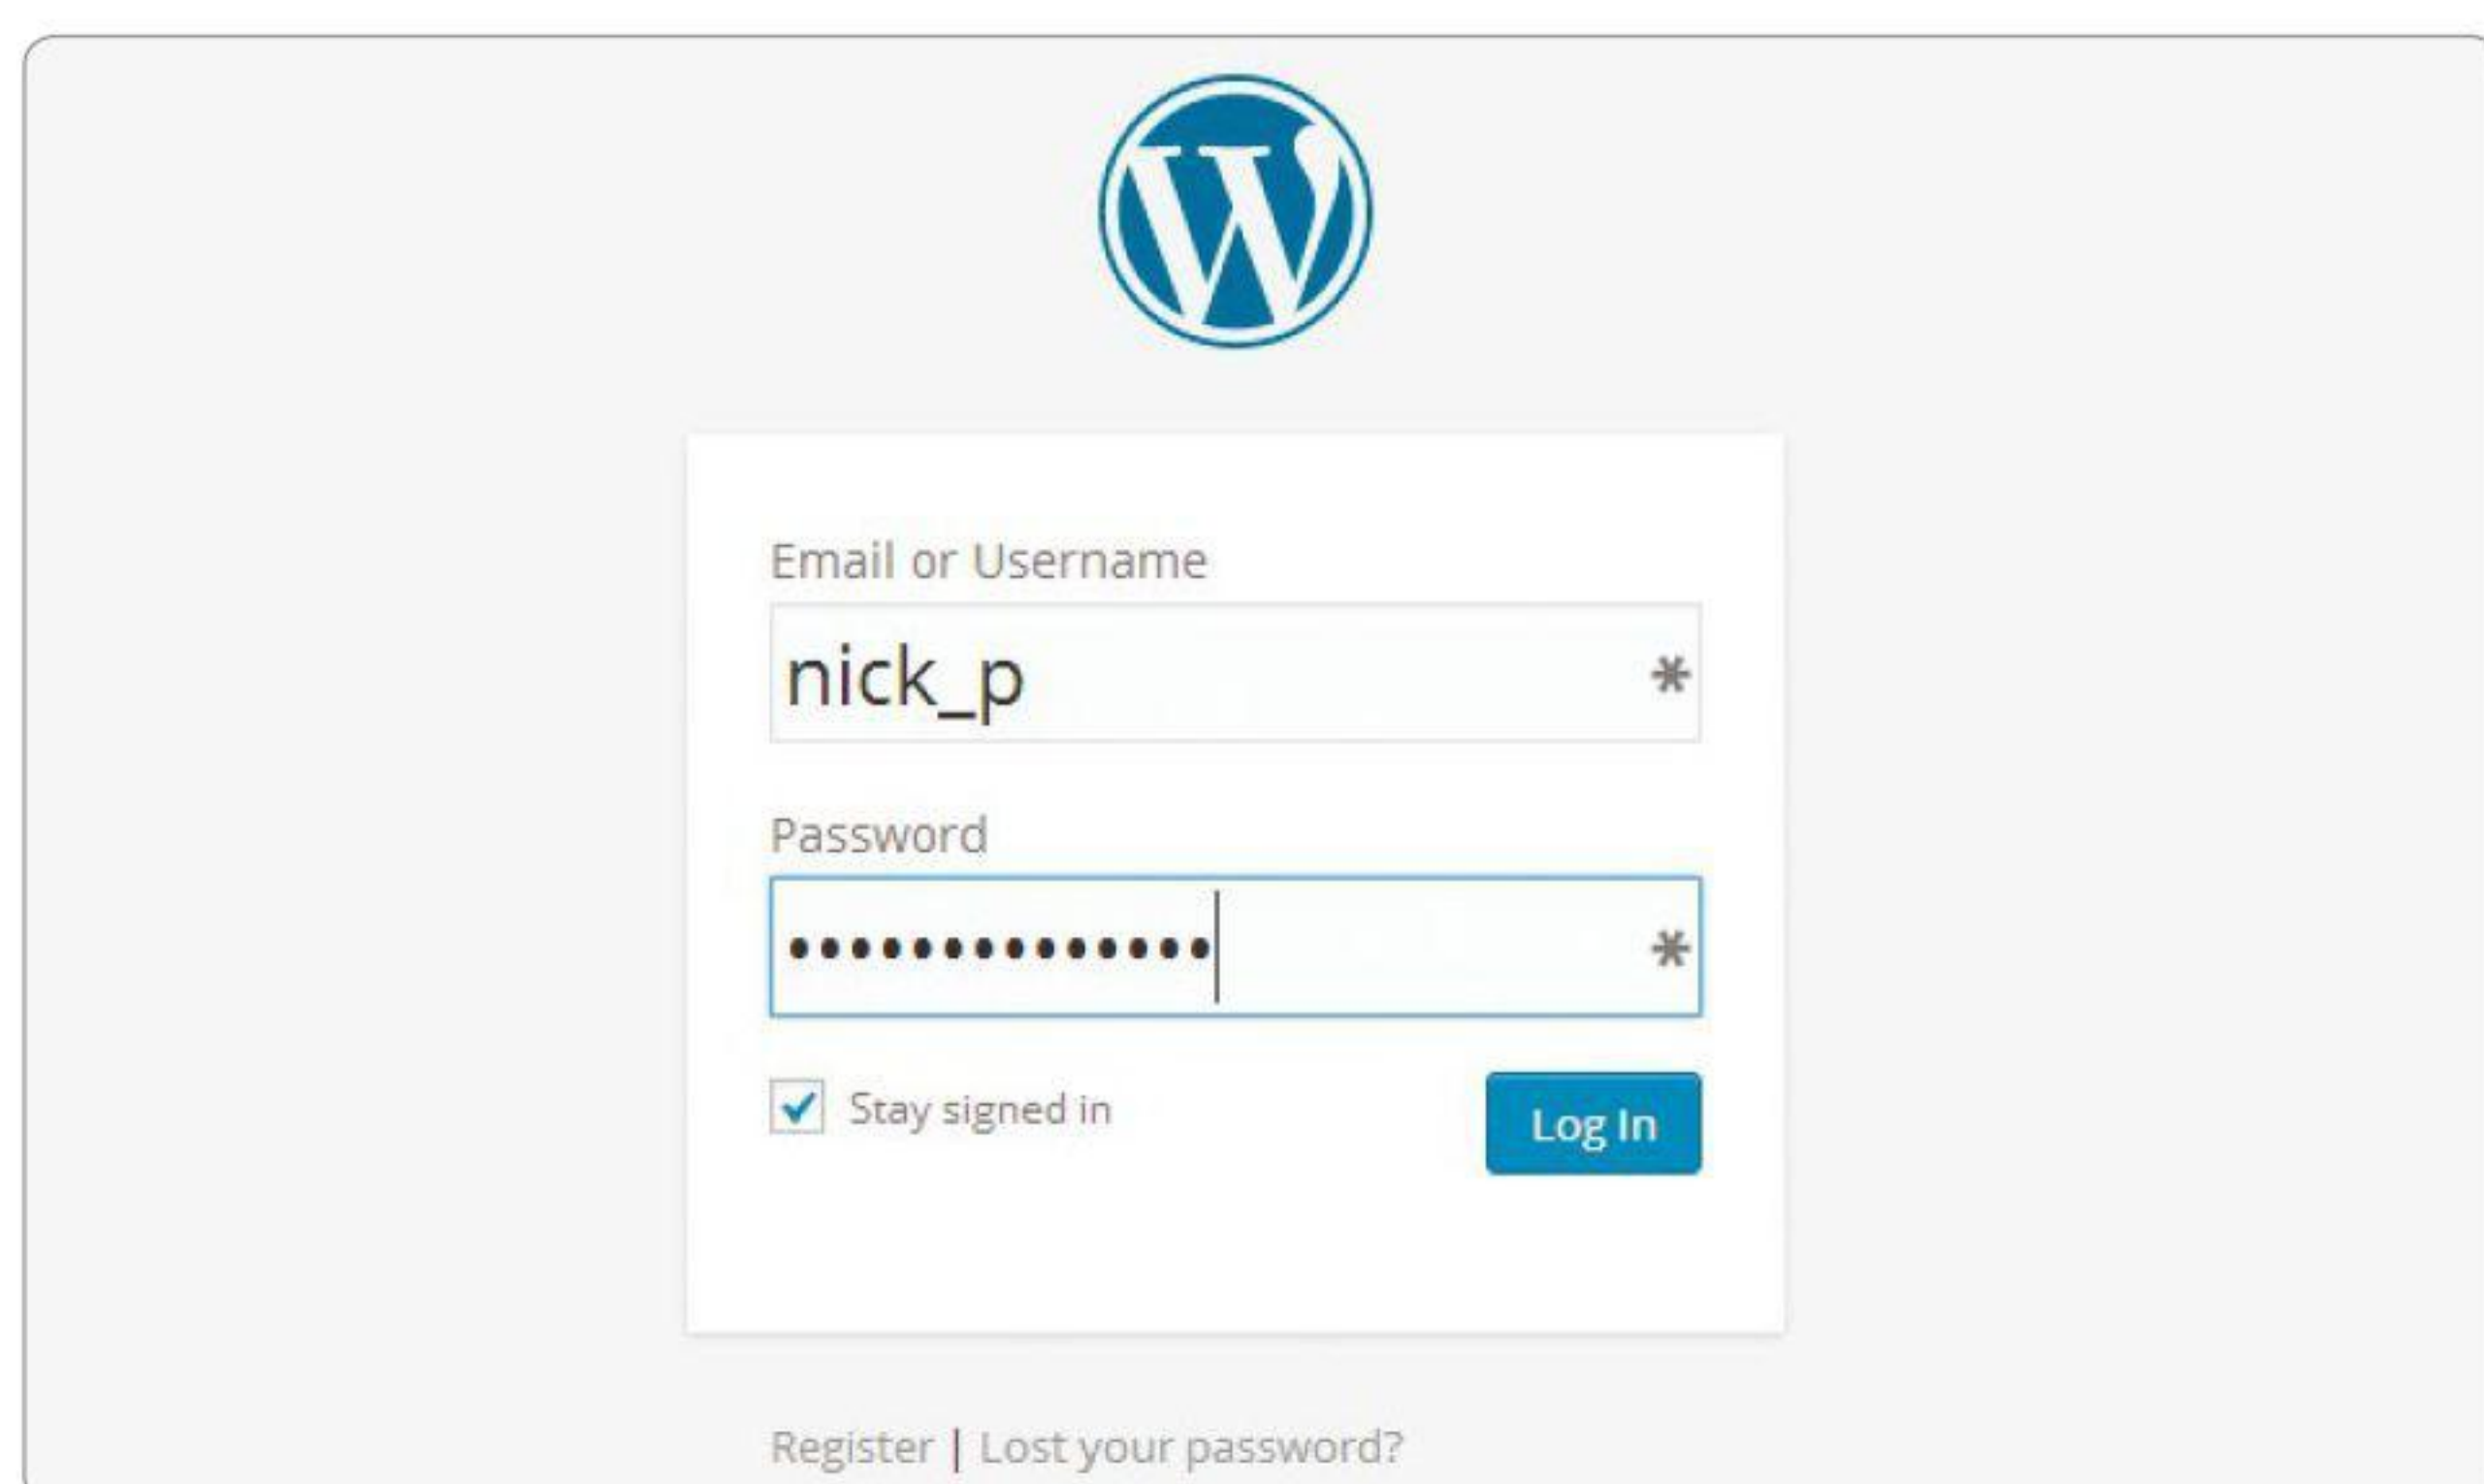 Email or Username
nick_p
Password
••••••••••••••
Stay signed in
Log In
Register | Lost your password?